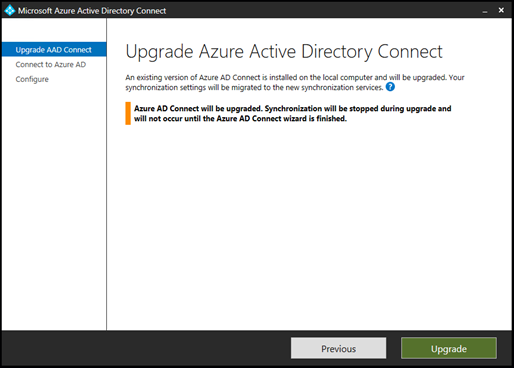 Microsoft Azure Active Directory Connect
Upgrade AAD Connect
Connect to Azure AD
Configure
Upgrade Azure Active Directory Connect
An existing version of Azure AD Connect is installed on the local computer and will be upgraded. Your
synchronization settings will be migrated to the new synchronization services. ?
Azure AD Connect will be upgraded. Synchronization will be stopped during upgrade and
will not occur until the Azure AD Connect wizard is finished.
Previous
Upgrade